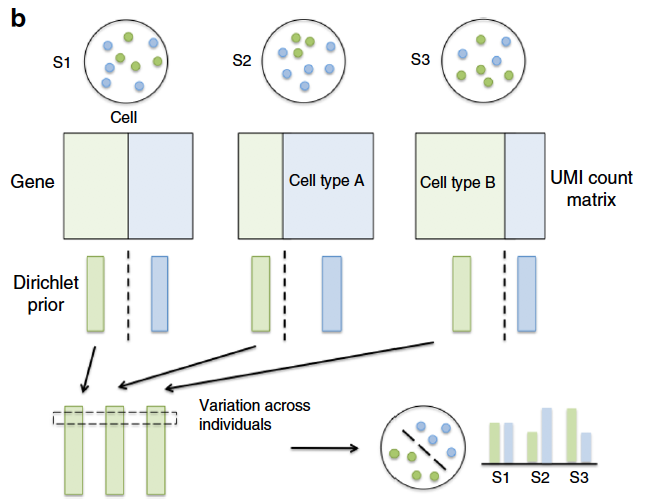 b
S1
S2
S3
Cell
Gene
Cell type A
Cell type B
UMI count
matrix
Dirichlet
prior
Variation across
individuals
S1 S2 S3